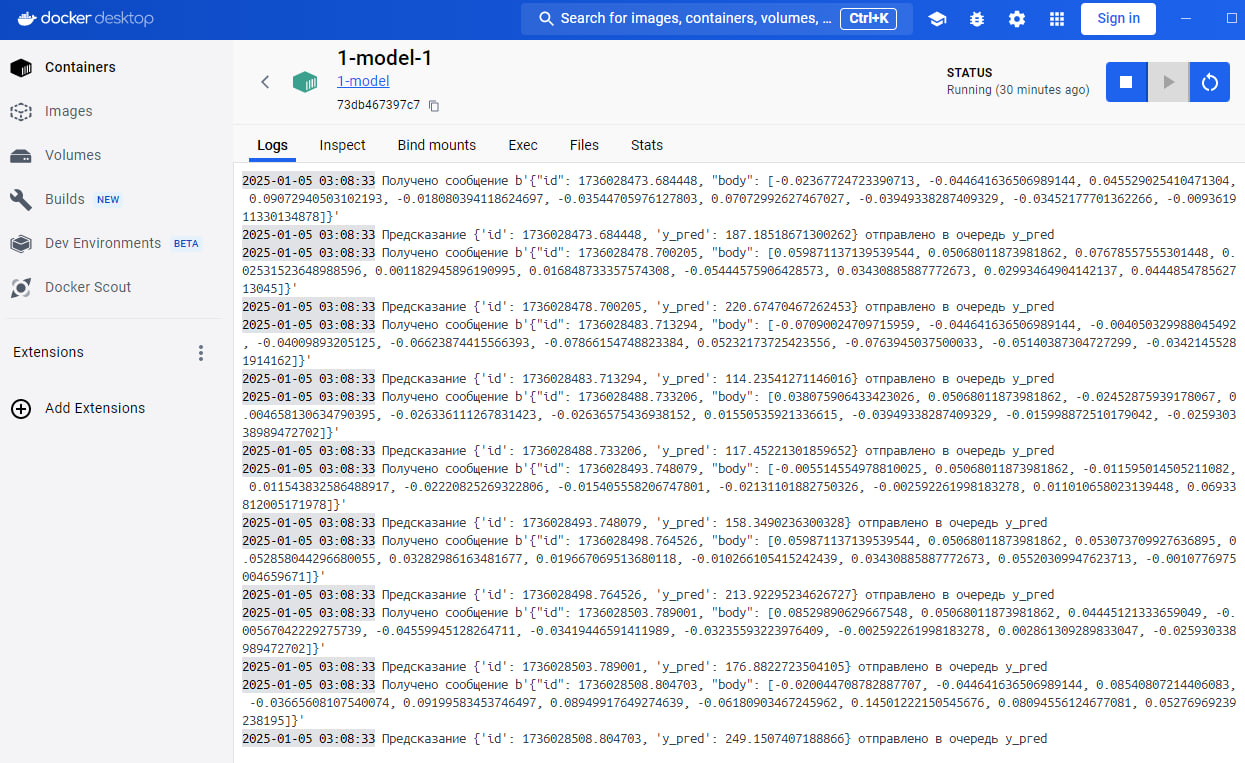 docker desktop
Search for images, containers, volumes, ... Ctrl+K
Sign in
Containers
Images
Volumes
Builds NEW
Dev Environments BETA
Docker Scout
Extensions
Add Extensions
1-model-1
1-model
73db467397c7
STATUS
Running (30 minutes ago)
Logs Inspect Bind mounts Exec Files Stats
2025-01-05 03:08:33 Получено сообщение b'{"id": 1736028473.684448, "body": [-0.02367724723390713, -0.044641636506989144, 0.045529025410471304,
0.09072940503102193, -0.018080394118624697, -0.03544705976127803, 0.07072992627467027, -0.03949338287409329, -0.03452177701362266, -0.0093619
11330134878]}'
2025-01-05 03:08:33 Предсказание {'id': 1736028473.684448, 'y_pred': 187.18518671300262} отправлено в очередь y_pred
2025-01-05 03:08:33 Получено сообщение b'{"id": 1736028478.700205, "body": [0.059871137139539544, 0.05068011873981862, 0.076785557555301448, 0.
02531523648988596, 0.001182945896190995, 0.016848733357574308, -0.05444575906428573, 0.03430885887772673, 0.02993464904142137, 0.0444854785627
13045]}'
2025-01-05 03:08:33 Предсказание {'id': 1736028478.700205, 'y_pred': 220.67470467262453} отправлено в очередь y_pred
2025-01-05 03:08:33 Получено сообщение b'{"id": 1736028483.713294, "body": [-0.07090024709715959, -0.044641636506989144, -0.004050329988045492
, -0.04009893205125, -0.06623874415566393, -0.07866154748823384, 0.05232173725423556, -0.0763945037500033, -0.05140387304727299, -0.0342145528
1914162]}'
2025-01-05 03:08:33 Предсказание {'id': 1736028483.713294, 'y_pred': 114.23541271146016} отправлено в очередь y_pred
2025-01-05 03:08:33 Получено сообщение b'{"id": 1736028488.733206, "body": [0.038075906433423026, 0.05068011873981862, -0.02452875939178067, 0
.004658130634790395, -0.026336111267831423, -0.02636575436938152, 0.01550535921336615, -0.03949338287409329, -0.015998872510179042, -0.0259303
38989472702]}'
2025-01-05 03:08:33 Предсказание {'id': 1736028488.733206, 'y_pred': 117.45221301859652} отправлено в очередь y_pred
2025-01-05 03:08:33 Получено сообщение b'{"id": 1736028493.748079, "body": [-0.005514554978810025, 0.05068011873981862, -0.011595014505211082,
0.011543832586488917, -0.02220825269322806, -0.015405558206747801, -0.02131101882750326, -0.002592261998183278, 0.011010658023139448, 0.06933
812005171978]}'
2025-01-05 03:08:33 Предсказание {'id': 1736028493.748079, 'y_pred': 158.3490236300328} отправлено в очередь y_pred
2025-01-05 03:08:33 Получено сообщение b'{"id": 1736028498.764526, "body": [0.059871137139539544, 0.05068011873981862, 0.053073709927636895, 0
.052858044296680055, 0.03282986163481677, 0.019667069513680118, -0.010266105415242439, 0.03430885887772673, 0.05520309947623713, -0.0010776975
004659671]}'
2025-01-05 03:08:33 Предсказание {'id': 1736028498.764526, 'y_pred': 213.92295234626727} отправлено в очередь y_pred
2025-01-05 03:08:33 Получено сообщение b'{"id": 1736028503.789001, "body": [0.08529890629667548, 0.05068011873981862, 0.04445121333659049, -0.
00567042229275739, -0.04559945128264711, -0.03419446591411989, -0.03235593223976409, -0.002592261998183278, 0.002861309289833047, -0.025930338
989472702]}'
2025-01-05 03:08:33 Предсказание {'id': 1736028503.789001, 'y_pred': 176.8822723504105} отправлено в очередь y_pred
2025-01-05 03:08:33 Получено сообщение b'{"id": 1736028508.804703, "body": [-0.020044708782887707, -0.044641636506989144, 0.08540807214406083,
-0.03665608107540074, 0.09199583453746497, 0.08949917649274639, -0.06180903467245962, 0.14501222150545676, 0.08094556124677081, 0.05276969239
238195]}'
2025-01-05 03:08:33 Предсказание {'id': 1736028508.804703, 'y_pred': 249.1507407188866} отправлено в очередь y_pred